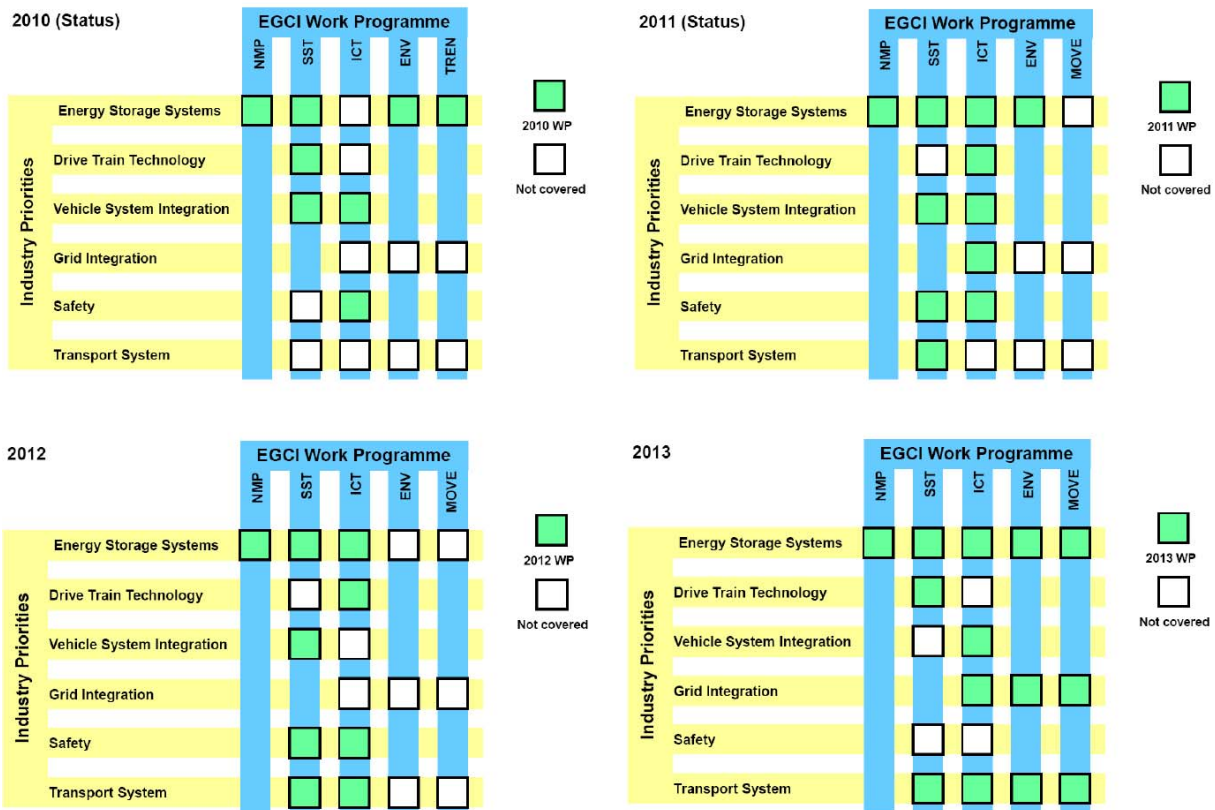 2010 (Status)
EGCI Work Programme
NMP
SST
ICT
ENV
TREN
Industry Priorities
Energy Storage Systems
Drive Train Technology
Vehicle System Integration
Grid Integration
Safety
Transport System
2010 WP
Not covered
2011 (Status)
EGCI Work Programme
NMP
SST
ICT
ENV
MOVE
Industry Priorities
Energy Storage Systems
Drive Train Technology
Vehicle System Integration
Grid Integration
Safety
Transport System
2011 WP
Not covered
2012
EGCI Work Programme
NMP
SST
ICT
ENV
MOVE
Industry Priorities
Energy Storage Systems
Drive Train Technology
Vehicle System Integration
Grid Integration
Safety
Transport System
2012 WP
Not covered
2013
EGCI Work Programme
NMP
SST
ICT
ENV
MOVE
Industry Priorities
Energy Storage Systems
Drive Train Technology
Vehicle System Integration
Grid Integration
Safety
Transport System
2013 WP
Not covered